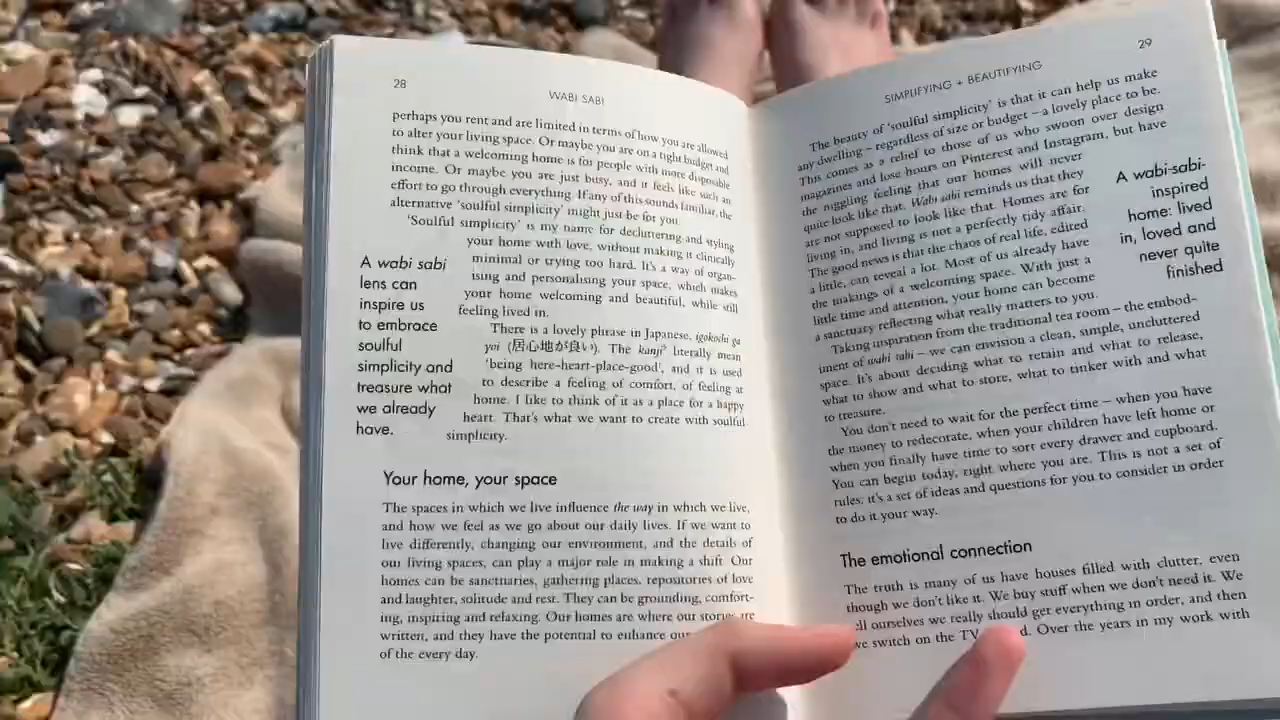 28
WABI SABI
perhaps you rent and are limited in terms of how you are allowed
to alter your living space. Or maybe you are on a tight budget and
think that a welcoming home is for people with more disposable
income. Or maybe you are just busy, and it feels like such an
effort to go through everything. If any of this sounds familiar, the
alternative ‘soulful simplicity’ might just be for you.
‘Soulful simplicity’ is my name for decluttering and styling
your home with love, without making it clinically
minimal or trying too hard. It’s a way of organ-
ising and personalising your space, which makes
your home welcoming and beautiful, while still
feeling lived in.
There is a lovely phrase in Japanese, igokochi ga
yoi (居心地が良い). The kanji² literally mean
‘being here-heart-place-good’, and it is used
to describe a feeling of comfort, of feeling at
home. I like to think of it as a place for a happy
heart. That’s what we want to create with soulful
simplicity.
A wabi sabi
lens can
inspire us
to embrace
soulful
simplicity and
treasure what
we already
have.
Your home, your space
The spaces in which we live influence the way in which we live,
and how we feel as we go about our daily lives. If we want to
live differently, changing our environment, and the details of
our living spaces, can play a major role in making a shift. Our
homes can be sanctuaries, gathering places, repositories of love
and laughter, solitude and rest. They can be grounding, comfort-
ing, inspiring and relaxing. Our homes are where our stories are
written, and they have the potential to enhance our
of the every day.
29
SIMPLIFYING + BEAUTIFYING
The beauty of ‘soulful simplicity’ is that it can help us make
any dwelling – regardless of size or budget – a lovely place to be.
This comes as a relief to those of us who swoon over design
magazines and lose hours on Pinterest and Instagram, but have
the niggling feeling that our homes will never
quite look like that. Wabi sabi reminds us that they
are not supposed to look like that. Homes are for
living in, and living is not a perfectly tidy affair.
The good news is that the chaos of real life, edited
a little, can reveal a lot. Most of us already have
the makings of a welcoming space. With just a
little time and attention, your home can become
a sanctuary reflecting what really matters to you.
A wabi-sabi-
inspired
home: lived
in, loved and
never quite
finished
Taking inspiration from the traditional tea room – the embod-
iment of wabi sabi – we can envision a clean, simple, uncluttered
space. It’s about deciding what to retain and what to release,
what to show and what to store, what to tinker with and what
to treasure.
You don’t need to wait for the perfect time – when you have
the money to redecorate, when your children have left home or
when you finally have time to sort every drawer and cupboard.
You can begin today, right where you are. This is not a set of
rules; it’s a set of ideas and questions for you to consider in order
to do it your way.
The emotional connection
The truth is many of us have houses filled with clutter, even
though we don’t like it. We buy stuff when we don’t need it. We
ell ourselves we really should get everything in order, and then
we switch on the TV Over the years in my work with